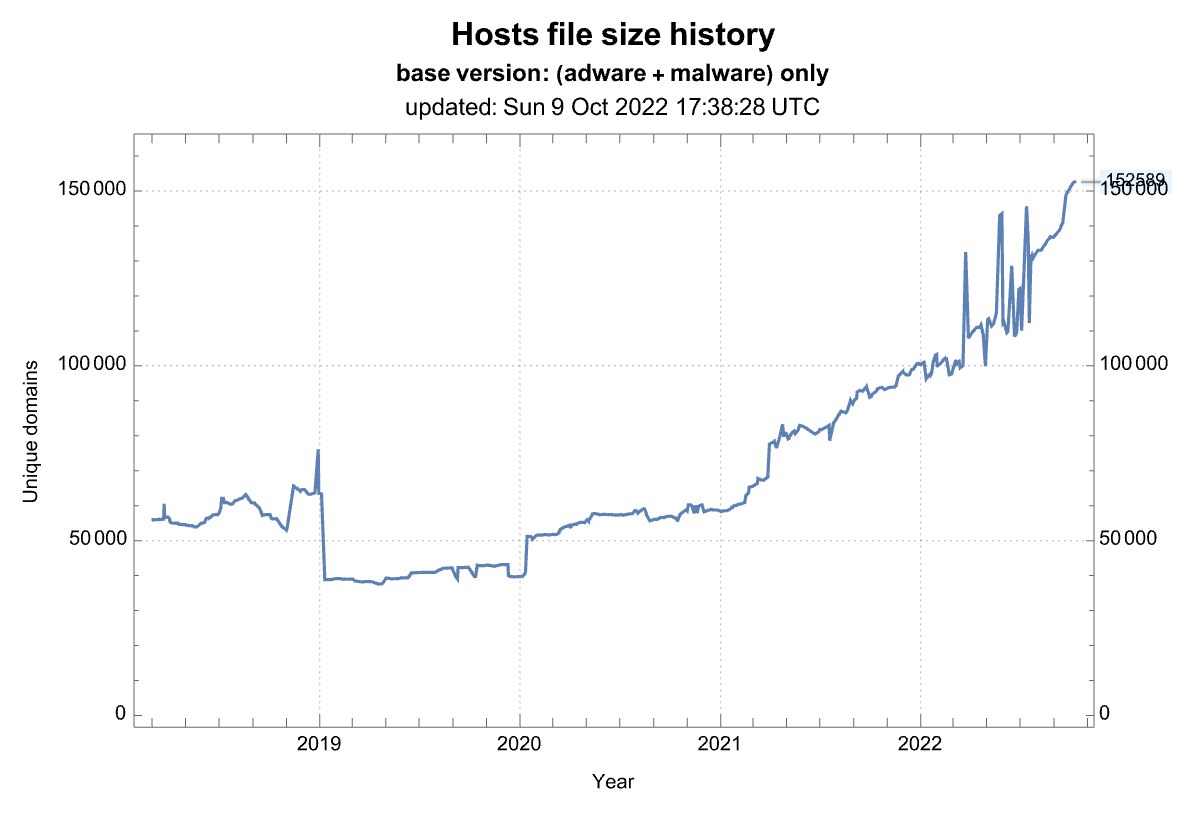 Hosts file size history
base version: (adware + malware) only
updated: Sun 9 Oct 2022 17:38:28 UTC
150 000
152589
150 000
100 000
100 000
Unique domains
50 000
50 000
0
0
2019
2020
2021
2022
Year